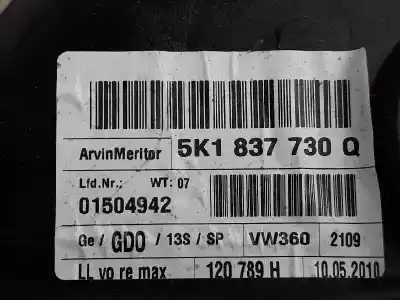 ArvinMeritor 5K1 837 730 Q
Lfd.Nr.: WT: 07
01504942
Ge / GDO / 13S / SP VW360 2109
LL vo re max 120 789 H 10.05.2010